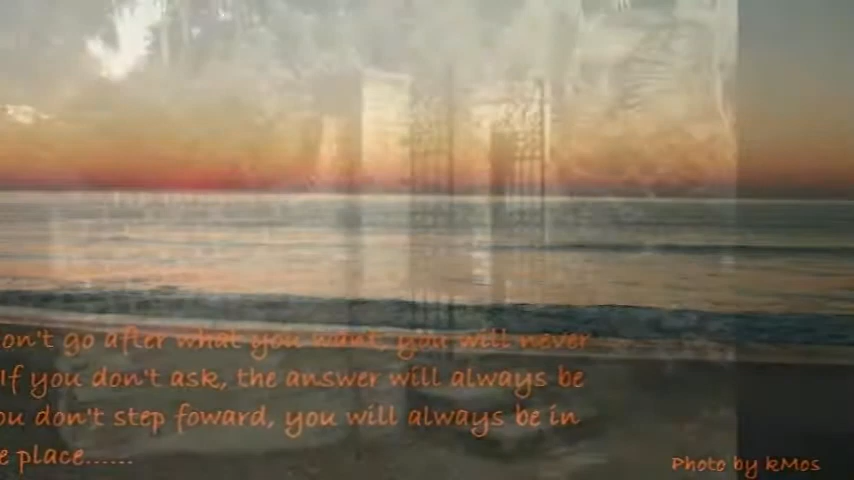 on't go after what you want, you will never
If you don't ask, the answer will always be
ou don't step foward, you will always be in
e place......
Photo by kMos